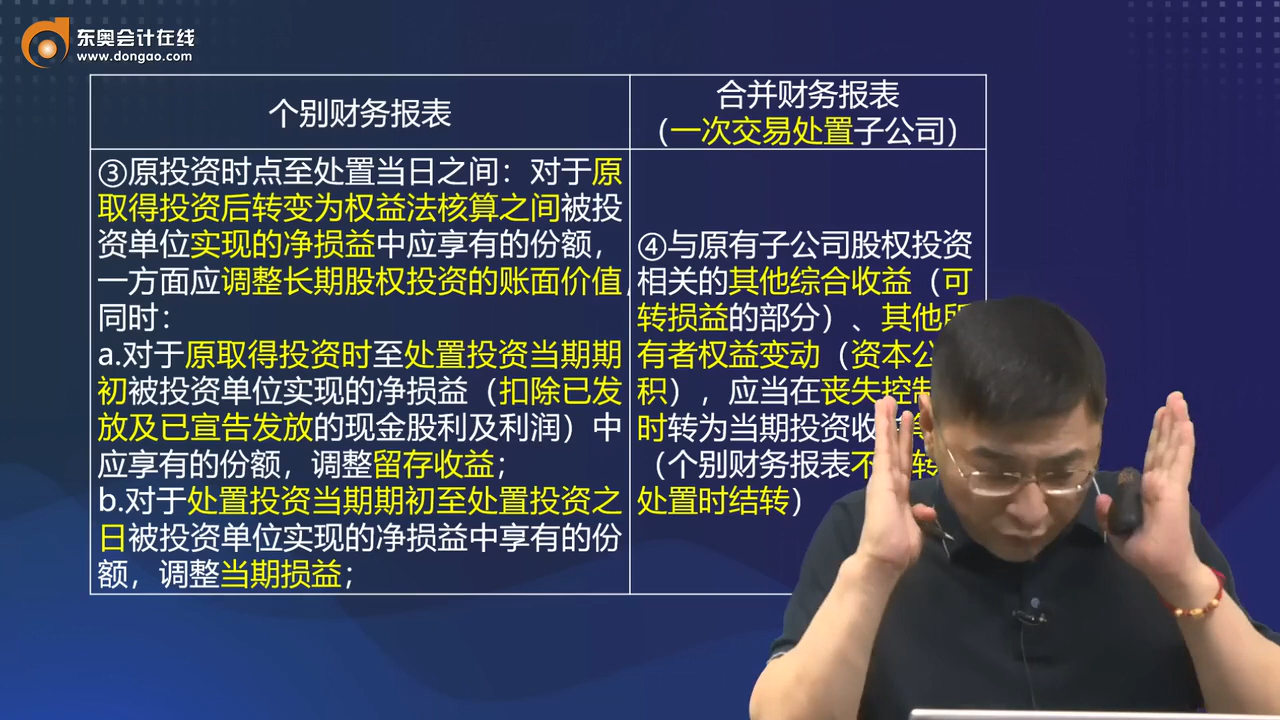 东奥会计在线
www.dongao.com
个别财务报表
合并财务报表
（一次交易处置子公司）
③原投资时点至处置当日之间：对于原
取得投资后转变为权益法核算之间被投
资单位实现的净损益中应享有的份额，
一方面应调整长期股权投资的账面价值，
同时：
a.对于原取得投资时至处置投资当期期
初被投资单位实现的净损益（扣除已发
放及已宣告发放的现金股利及利润）中
应享有的份额，调整留存收益；
b.对于处置投资当期期初至处置投资之
日被投资单位实现的净损益中享有的份
额，调整当期损益；
④与原有子公司股权投资
相关的其他综合收益（可
转损益的部分）、其他所
有者权益变动（资本公
积），应当在丧失控制
时转为当期投资收
（个别财务报表不 转
处置时结转）